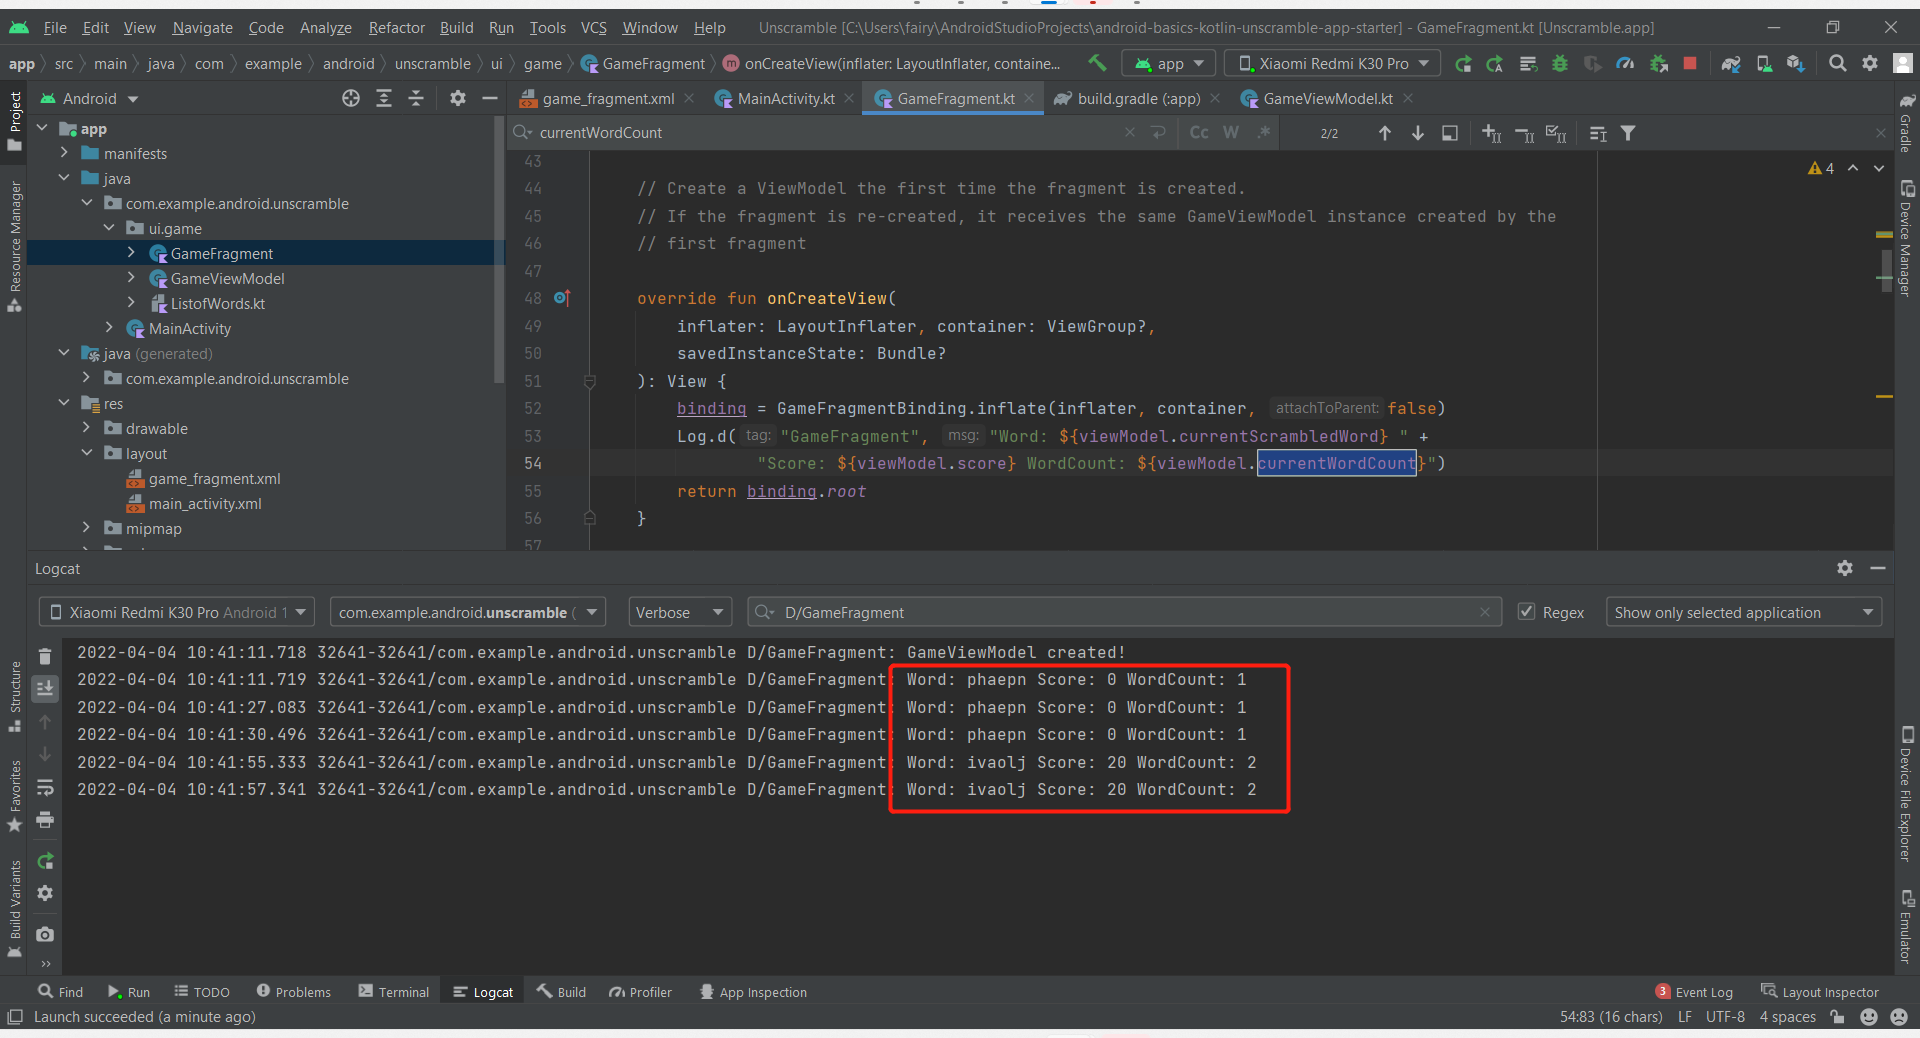 File Edit View Navigate Code Analyze Refactor Build Run Tools VCS Window Help Unscramble [C:\Users\fairy\AndroidStudioProjects\android-basics-kotlin-unscramble-app-starter] - GameFragment.kt [Unscramble.app]
app src main java com example android unscramble ui game GameFragment m onCreateView(inflater: LayoutInflater, containe... app Xiaomi Redmi K30 Pro
Project
Android
game_fragment.xml MainActivity.kt GameFragment.kt build.gradle (:app) GameViewModel.kt
currentWordCount Cc W .* 2/2
app
manifests
java
com.example.android.unscramble
ui.game
GameFragment
GameViewModel
ListofWords.kt
MainActivity
java (generated)
com.example.android.unscramble
res
drawable
layout
game_fragment.xml
main_activity.xml
mipmap
Resource Manager
Structure
Favorites
Build Variants
43
44 // Create a ViewModel the first time the fragment is created.
45 // If the fragment is re-created, it receives the same GameViewModel instance created by the
46 // first fragment
47
48 override fun onCreateView(
49 inflater: LayoutInflater, container: ViewGroup?,
50 savedInstanceState: Bundle?
51 ): View {
52 binding = GameFragmentBinding.inflate(inflater, container, attachToParent: false)
53 Log.d( tag: "GameFragment", msg: "Word: ${viewModel.currentScrambledWord} " +
54 "Score: ${viewModel.score} WordCount: ${viewModel.currentWordCount}")
55 return binding.root
56 }
57
4
Gradle
Device Manager
Device File Explorer
Emulator
Logcat
Xiaomi Redmi K30 Pro Android 1 com.example.android.unscramble ( Verbose D/GameFragment Regex Show only selected application
2022-04-04 10:41:11.718 32641-32641/com.example.android.unscramble D/GameFragment: GameViewModel created!
2022-04-04 10:41:11.719 32641-32641/com.example.android.unscramble D/GameFragment: Word: phaepn Score: 0 WordCount: 1
2022-04-04 10:41:27.083 32641-32641/com.example.android.unscramble D/GameFragment: Word: phaepn Score: 0 WordCount: 1
2022-04-04 10:41:30.496 32641-32641/com.example.android.unscramble D/GameFragment: Word: phaepn Score: 0 WordCount: 1
2022-04-04 10:41:55.333 32641-32641/com.example.android.unscramble D/GameFragment: Word: ivaolj Score: 20 WordCount: 2
2022-04-04 10:41:57.341 32641-32641/com.example.android.unscramble D/GameFragment: Word: ivaolj Score: 20 WordCount: 2
Find Run TODO Problems Terminal Logcat Build Profiler App Inspection 3 Event Log Layout Inspector
Launch succeeded (a minute ago) 54:83 (16 chars) LF UTF-8 4 spaces